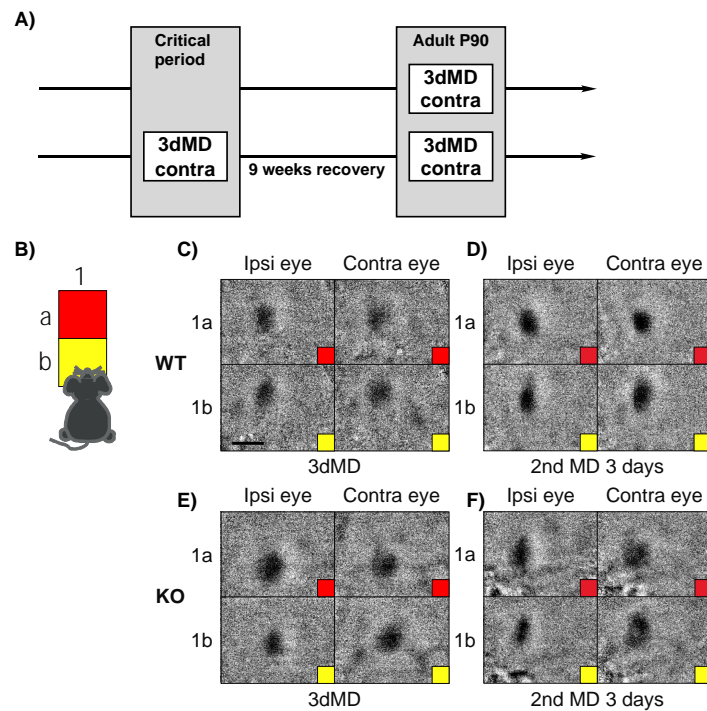 A)
Critical
period
Adult P90
3dMD
contra
3dMD
contra
9 weeks recovery
3dMD
contra
B)
1
a
b
C)
Ipsi eye Contra eye
1a
WT
1b
3dMD
D)
Ipsi eye Contra eye
1a
1b
2nd MD 3 days
E)
Ipsi eye Contra eye
1a
KO
1b
3dMD
F)
Ipsi eye Contra eye
1a
1b
2nd MD 3 days